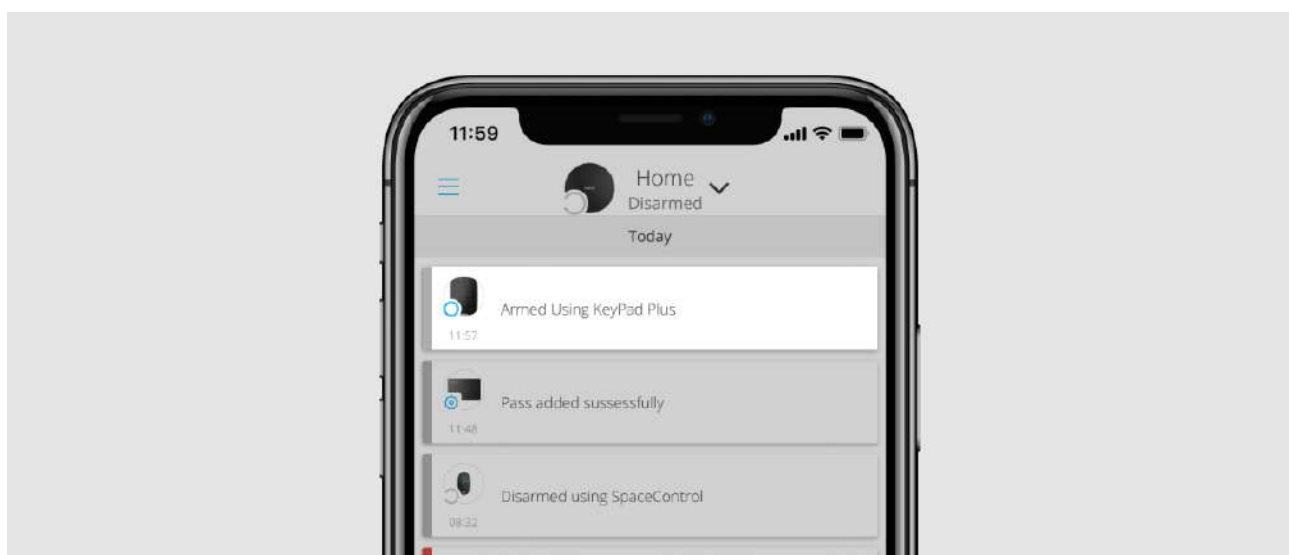 11:59
Home
Disarmed
Today
Armed Using KeyPad Plus
11:57
Pass added sussessfully
11:48
Disarmed using SpaceControl
08:32